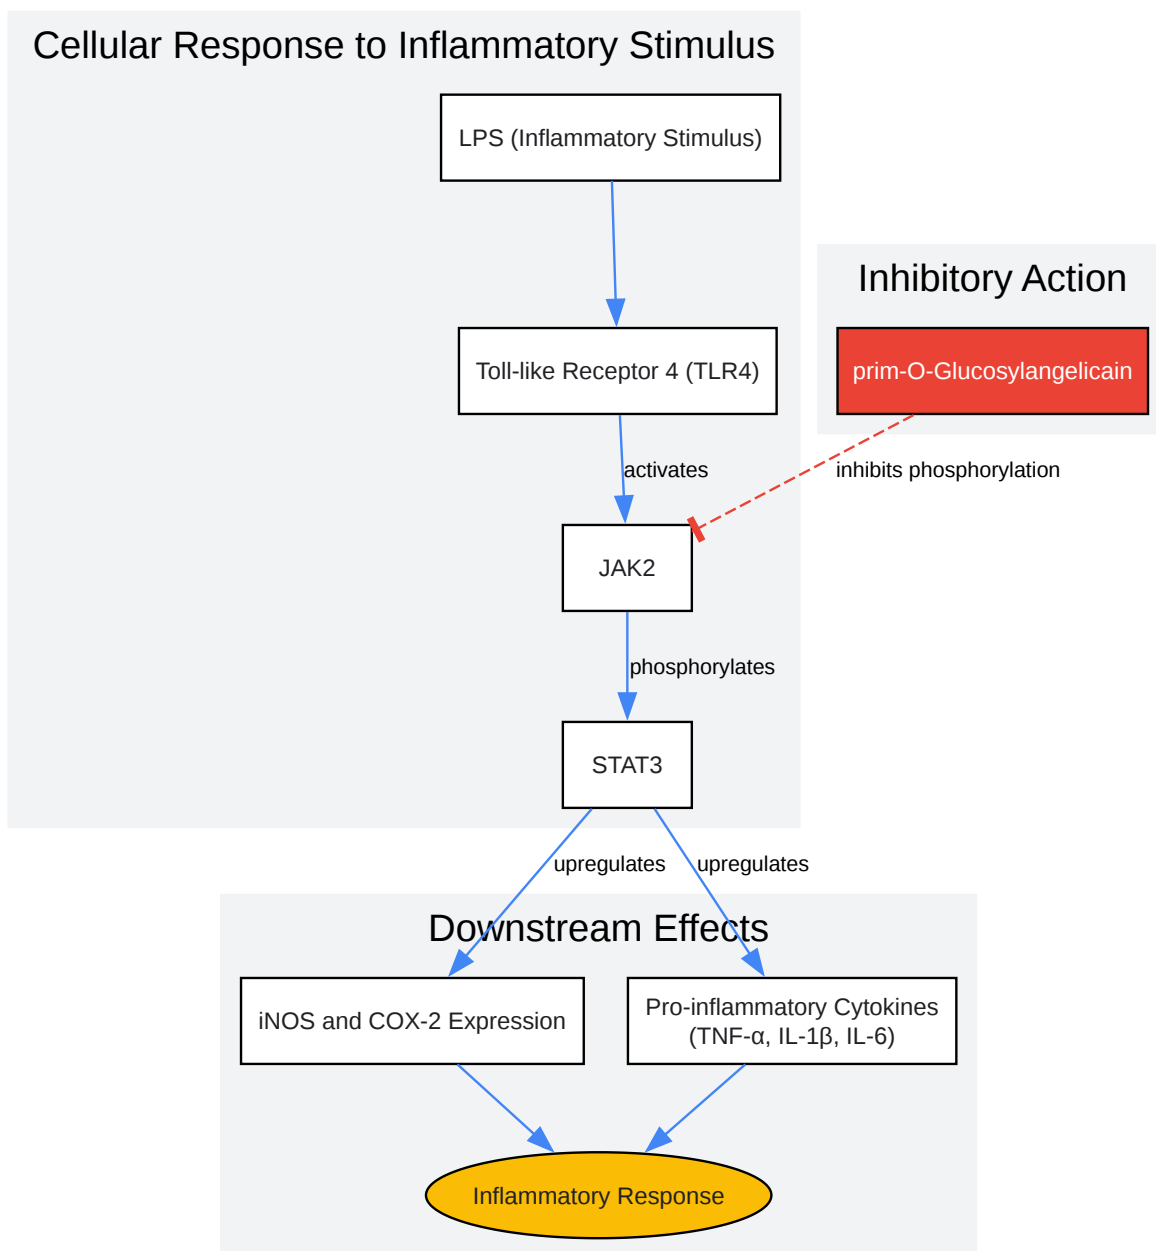 Cellular Response to Inflammatory Stimulus
LPS (Inflammatory Stimulus)
Inhibitory Action
Toll-like Receptor 4 (TLR4)
prim-O-Glucosylangelicain
activates
inhibits phosphorylation
JAK2
phosphorylates
STAT3
upregulates
upregulates
Downstream Effects
iNOS and COX-2 Expression
Pro-inflammatory Cytokines
(TNF-α, IL-1β, IL-6)
Inflammatory Response